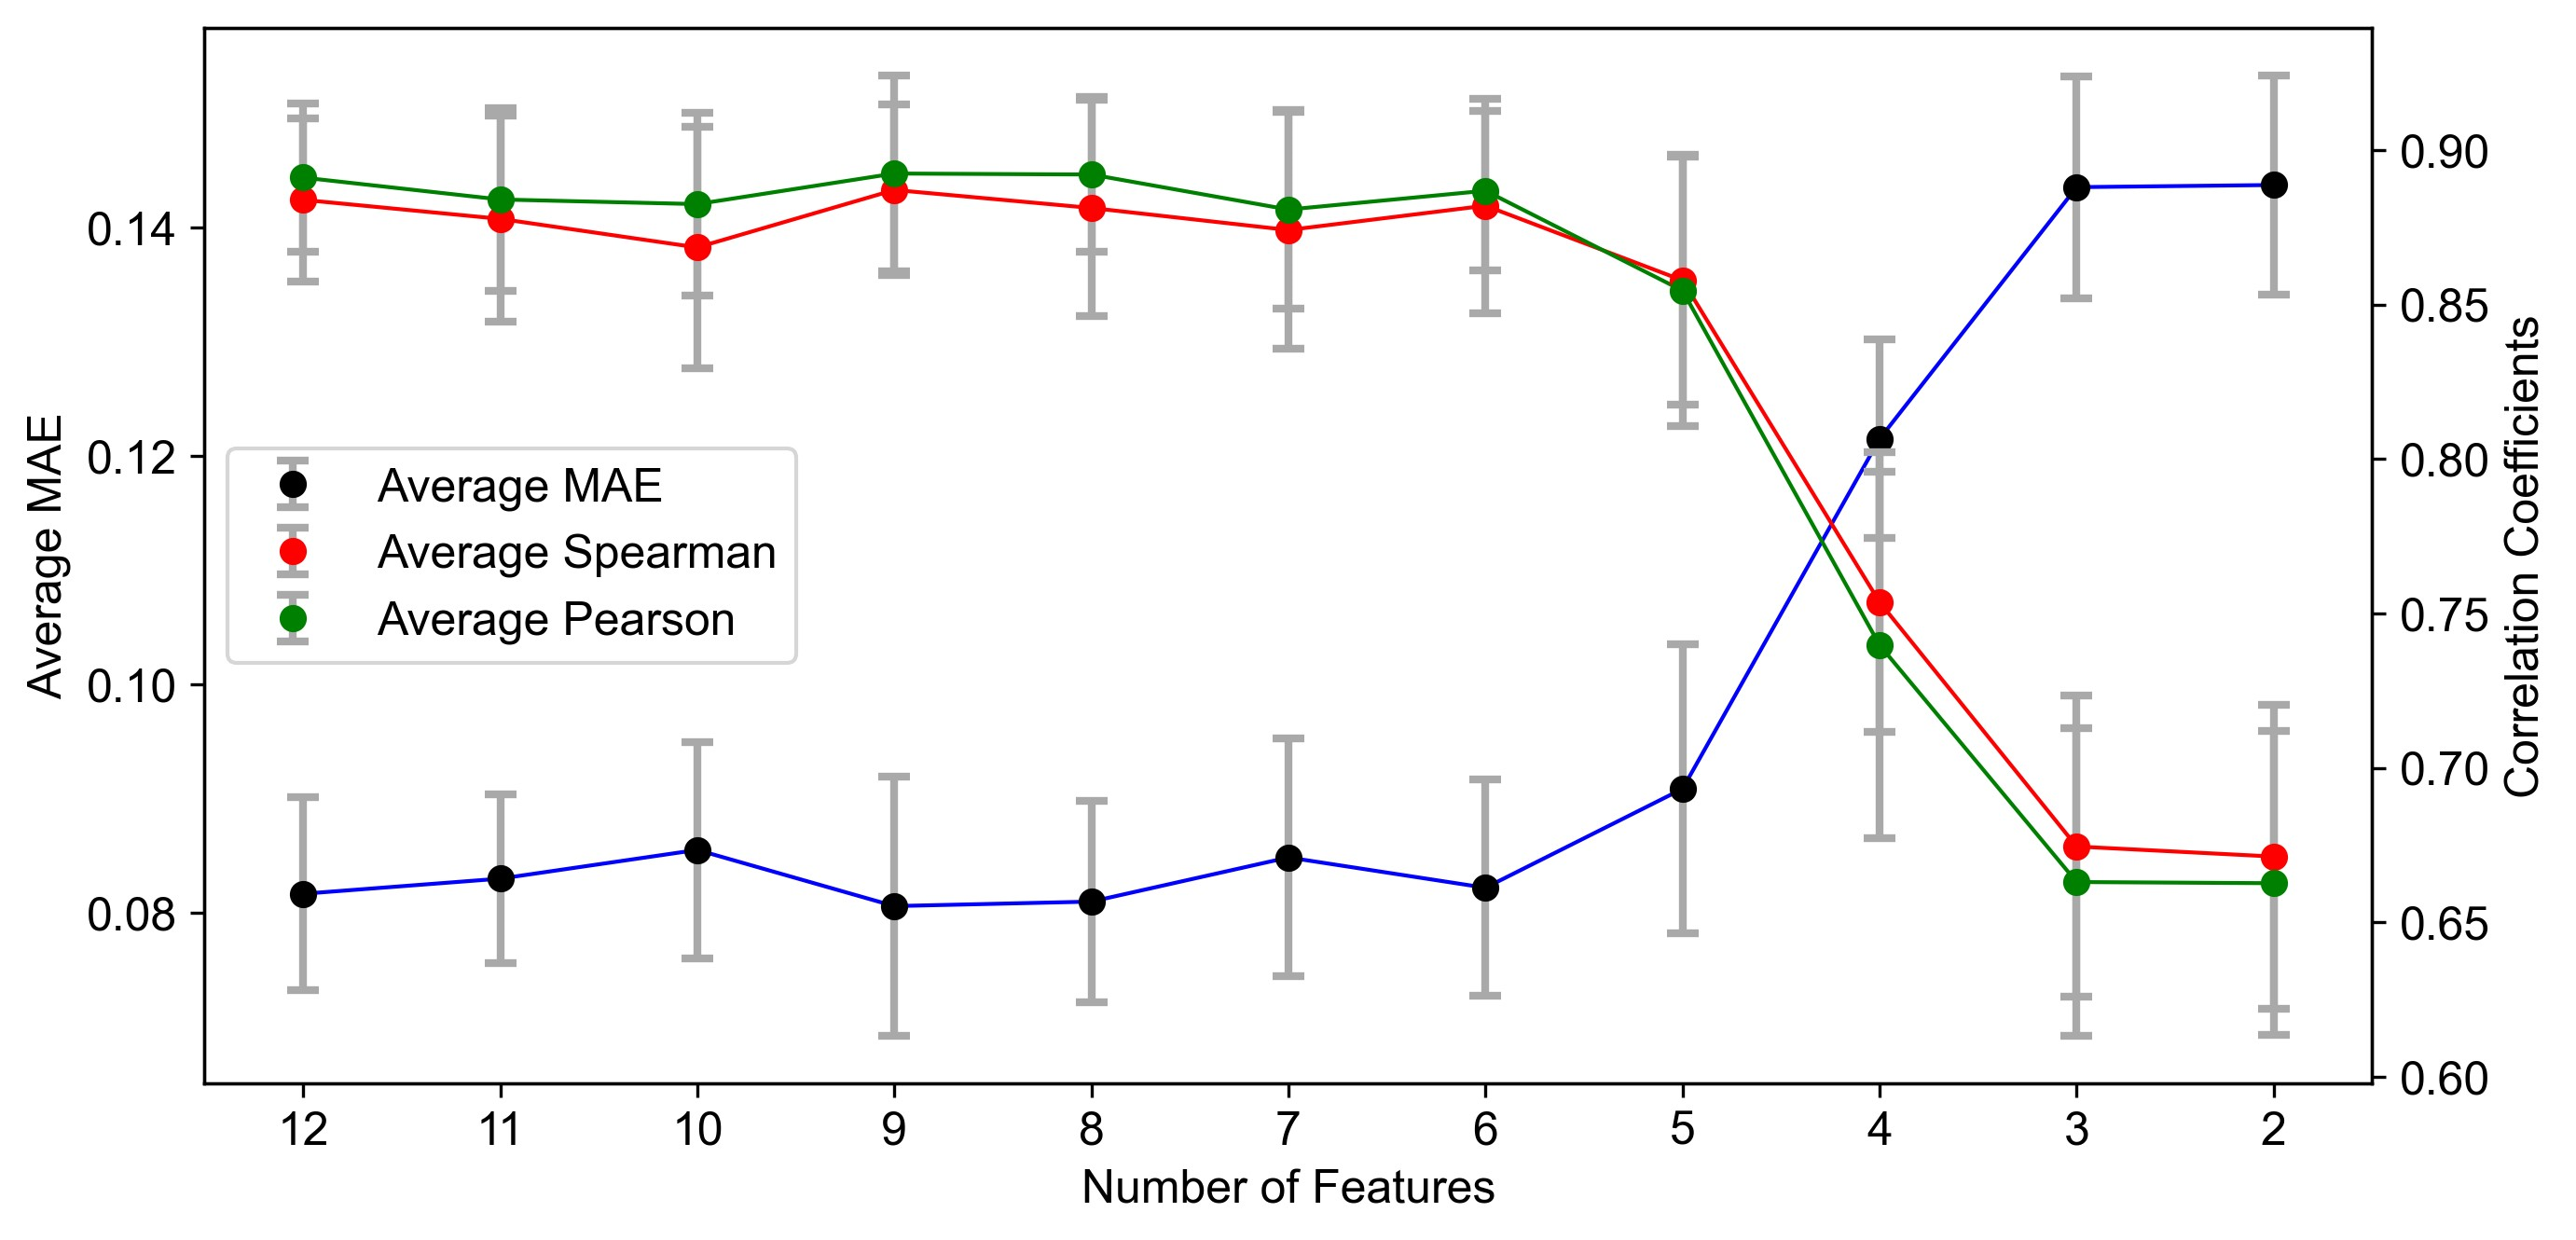 Average MAE
0.14
0.12
0.10
0.08
Average MAE
Average Spearman
Average Pearson
0.90
0.85
0.80
0.75
0.70
0.65
0.60
Correlation Coefficients
12 11 10 9 8 7 6 5 4 3 2
Number of Features